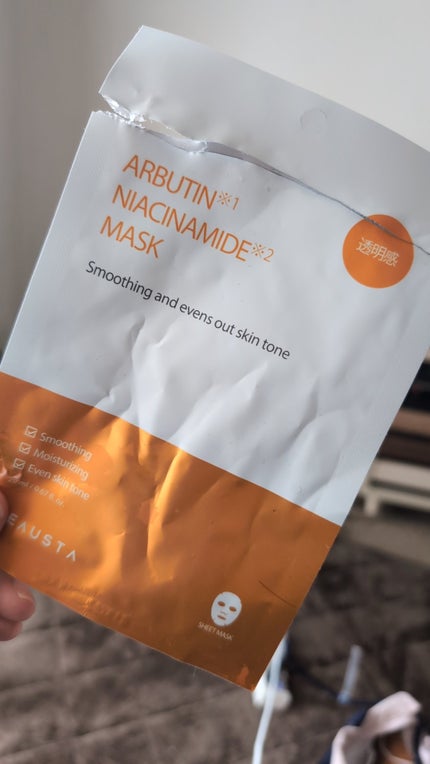 ARBUTIN※1
NIACINAMIDE※2
MASK
透明感
Smoothing and evens out skin tone
Smoothing
Moisturizing
Even skin tone
EAUSTA
SHEET MASK